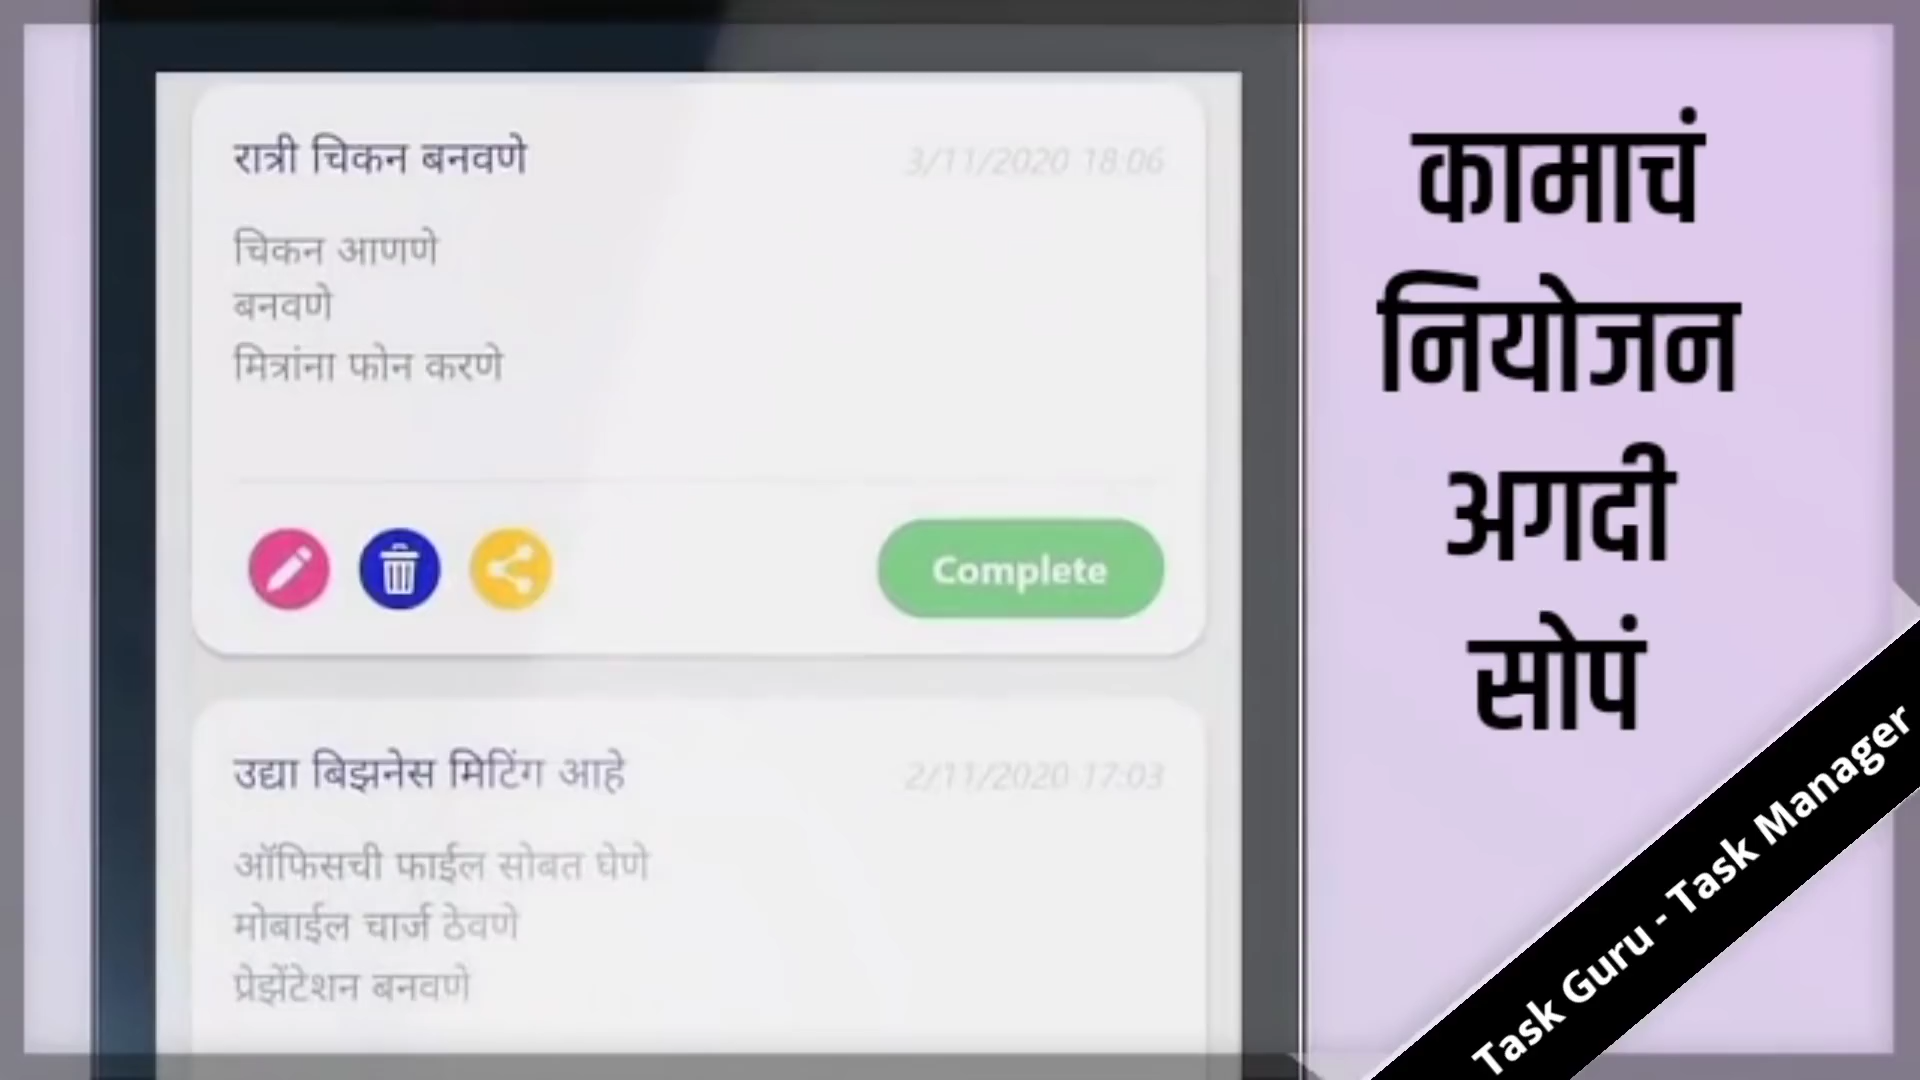 रात्री चिकन बनवणे
3/11/2020 18:06
चिकन आणणे
बनवणे
मित्रांना फोन करणे
Complete
उद्या बिझनेस मिटिंग आहे
2/11/2020 17:03
ऑफिसची फाईल सोबत घेणे
मोबाईल चार्ज ठेवणे
प्रेझेंटेशन बनवणे
कामाचं
नियोजन
अगदी
सोपं
Task Guru - Task Manager